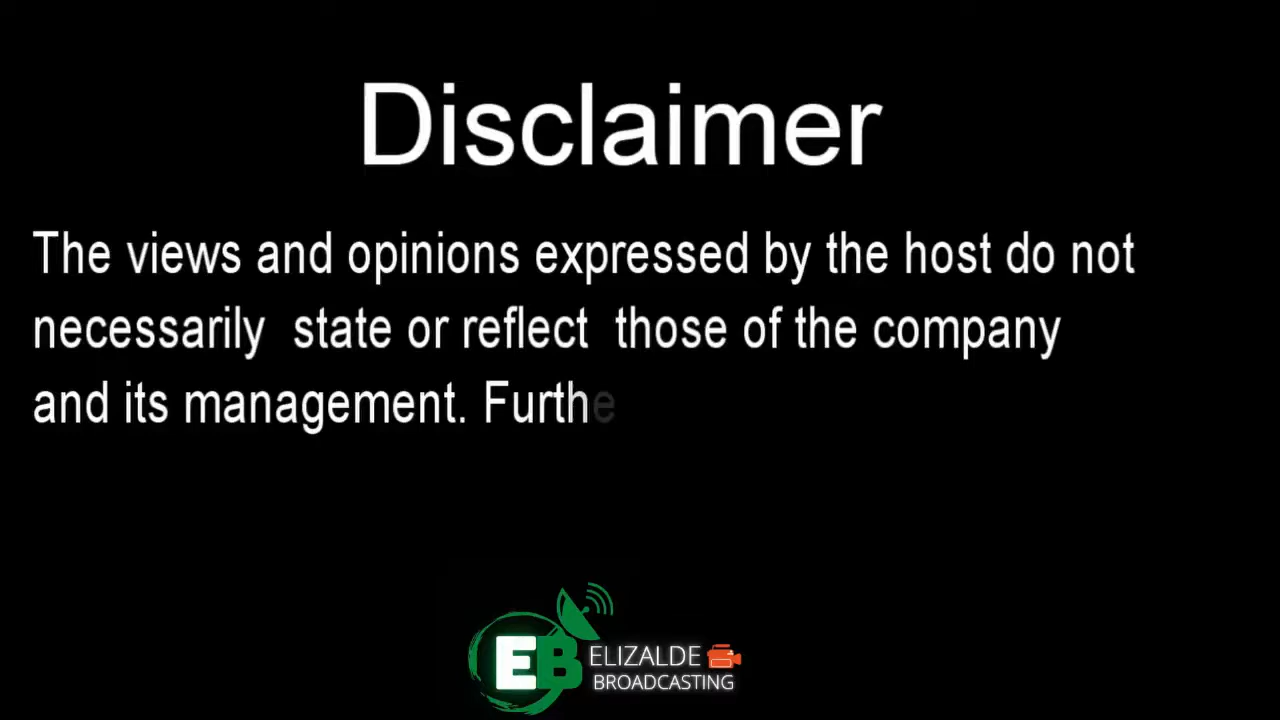 Disclaimer
The views and opinions expressed by the host do not
necessarily state or reflect those of the company
and its management. Furthe
EB ELIZALDE
BROADCASTING